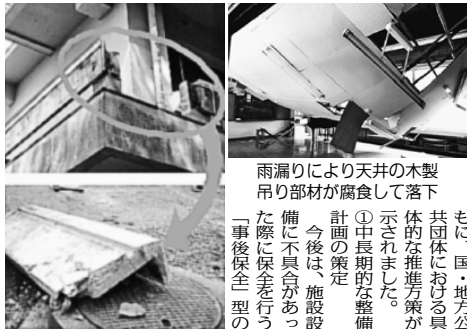 雨漏りにより天井の木製
吊り部材が腐食して落下
もに、国・地方公
共団体における具
体的な推進方策が
示されました。
①中長期的な整備
計画の策定
　今後は、施設設
備に不具合があっ
た際に保全を行う
「事後保全」型の